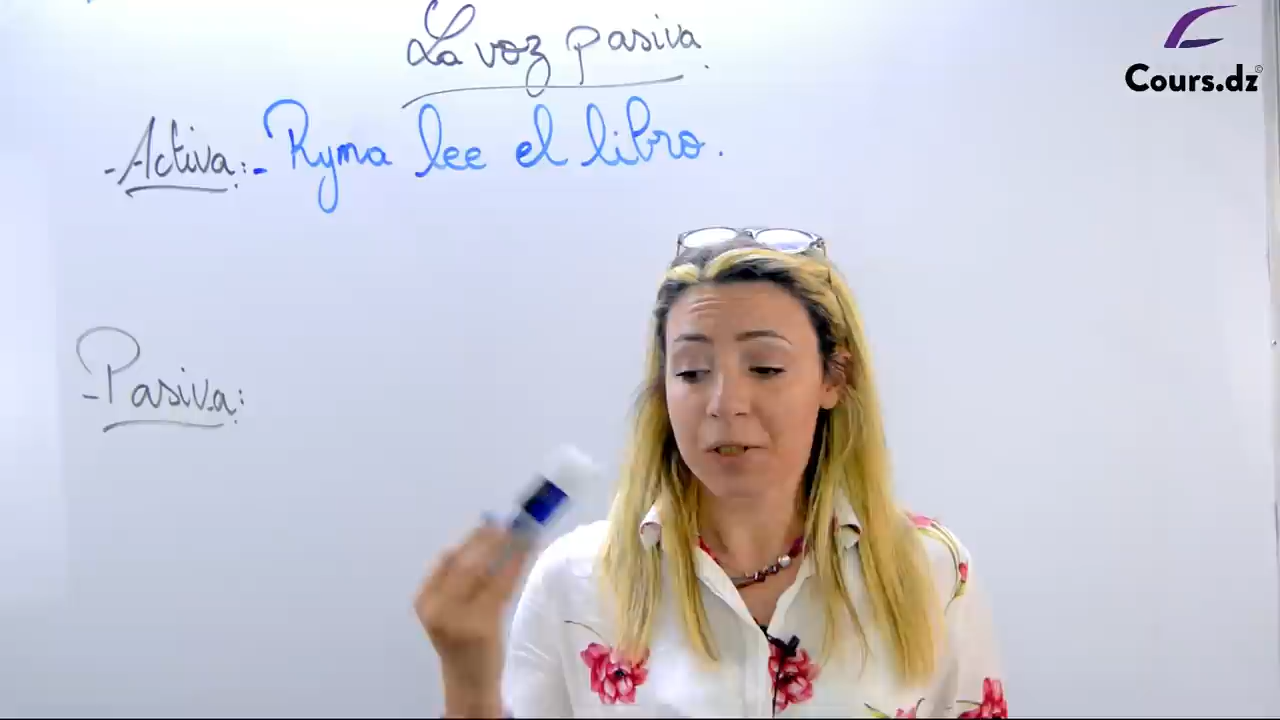 La voz pasiva.
Cours.dz©
- Activa: - Ryma lee el libro.
- Pasiva: